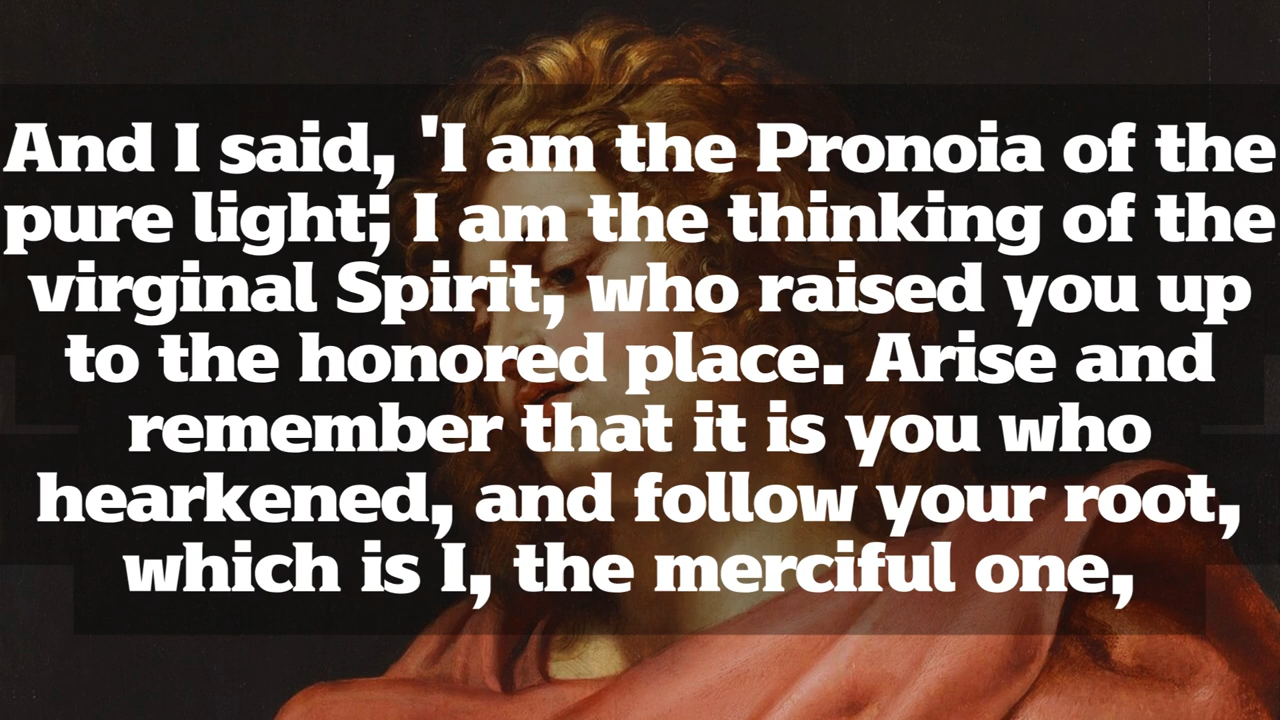 And I said, 'I am the Pronoia of the
pure light; I am the thinking of the
virginal Spirit, who raised you up
to the honored place. Arise and
remember that it is you who
hearkened, and follow your root,
which is I, the merciful one,